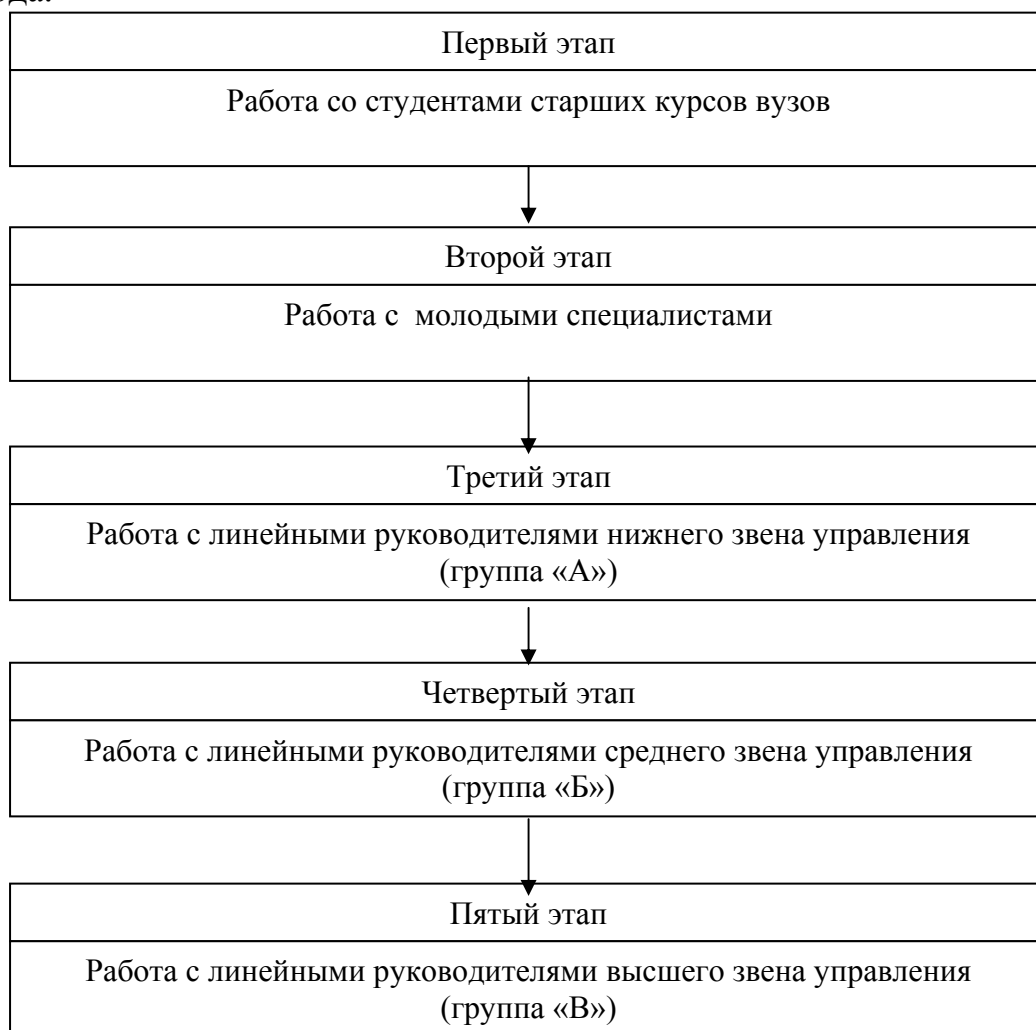 Первый этап
Работа со студентами старших курсов вузов
Второй этап
Работа с молодыми специалистами
Третий этап
Работа с линейными руководителями нижнего звена управления
(группа «А»)
Четвертый этап
Работа с линейными руководителями среднего звена управления
(группа «Б»)
Пятый этап
Работа с линейными руководителями высшего звена управления
(группа «В»)